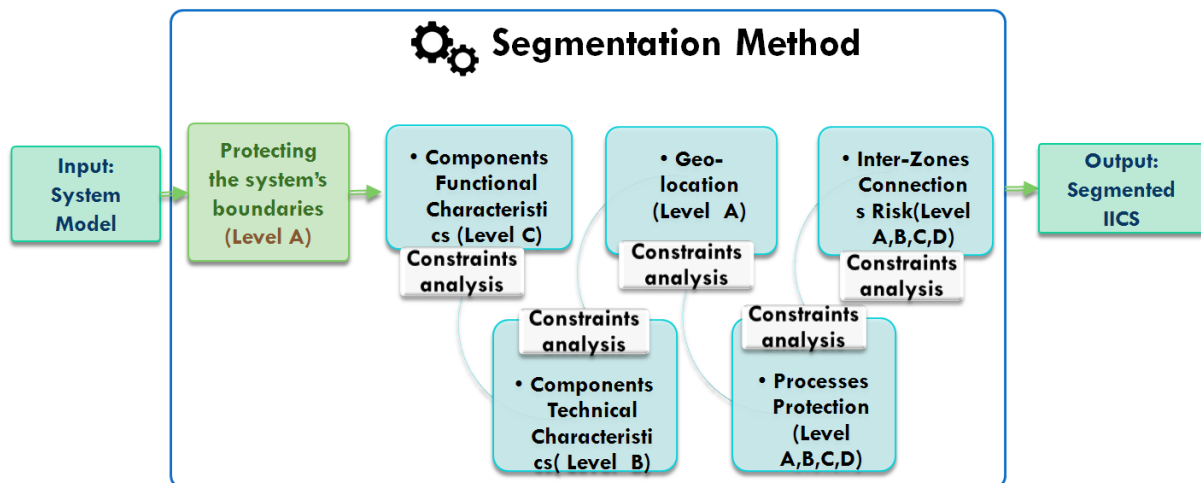 Segmentation Method
Input:
System
Model
Protecting
the system's
boundaries
(Level A)
• Components
Functional
Characteristi
cs (Level C)
Constraints
analysis
Constraints
analysis
• Components
Technical
Characteristi
cs( Level B)
• Geo-
location
(Level A)
Constraints
analysis
Constraints
analysis
• Processes
Protection
(Level
A,B,C,D)
• Inter-Zones
Connection
s Risk(Level
A,B,C,D)
Constraints
analysis
Output:
Segmented
IICS